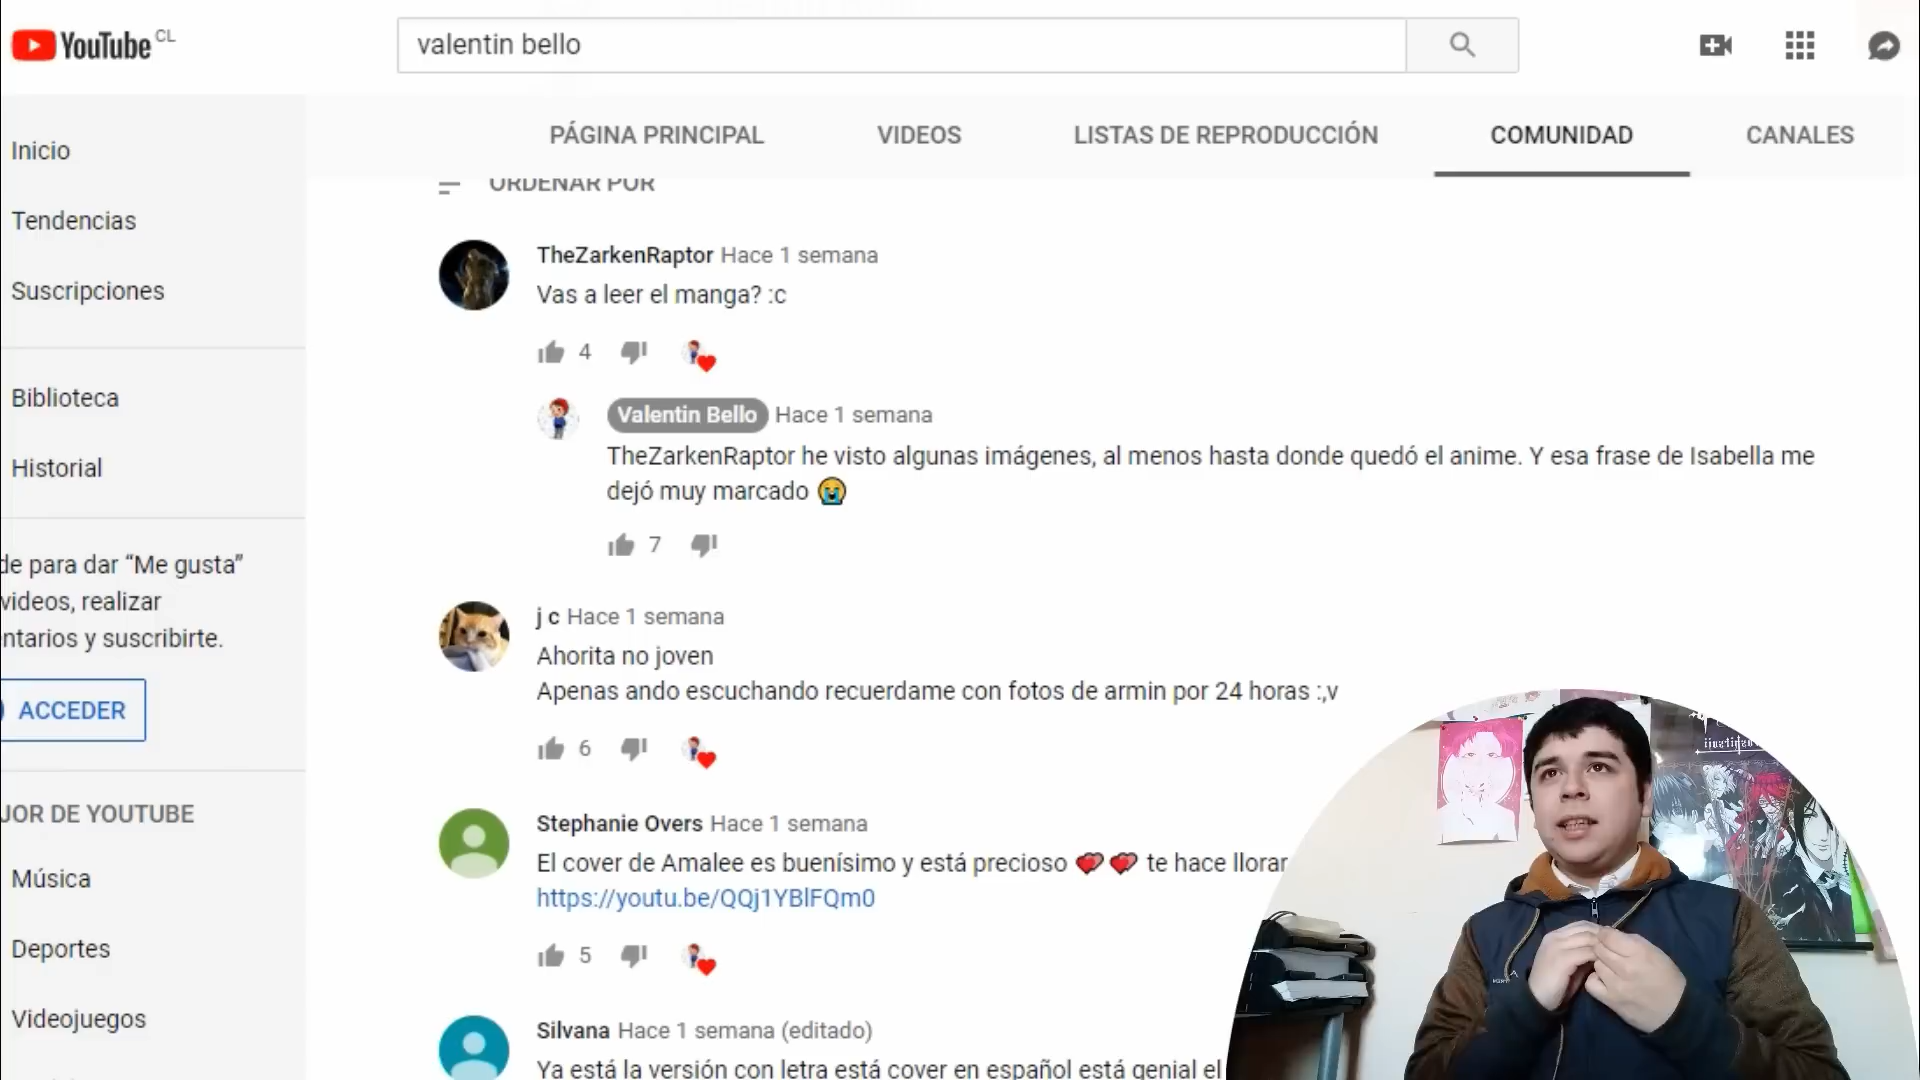 YouTube CL
valentin bello
PÁGINA PRINCIPAL
VIDEOS
LISTAS DE REPRODUCCIÓN
COMUNIDAD
CANALES
Inicio
Tendencias
Suscripciones
Biblioteca
Historial
de para dar “Me gusta”
videos, realizar
ntarios y suscribirte.
ACCEDER
JOR DE YOUTUBE
Música
Deportes
Videojuegos
ORDENAR POR
TheZarkenRaptor Hace 1 semana
Vas a leer el manga? :c
4
Valentin Bello Hace 1 semana
TheZarkenRaptor he visto algunas imágenes, al menos hasta donde quedó el anime. Y esa frase de Isabella me
dejó muy marcado 😭
7
j c Hace 1 semana
Ahorita no joven
Apenas ando escuchando recuerdame con fotos de armin por 24 horas :,v
6
Stephanie Overs Hace 1 semana
El cover de Amalee es buenísimo y está precioso 💕💕 te hace llorar
https://youtu.be/QQj1YBlFQm0
5
Silvana Hace 1 semana (editado)
Ya está la versión con letra está cover en español está genial el